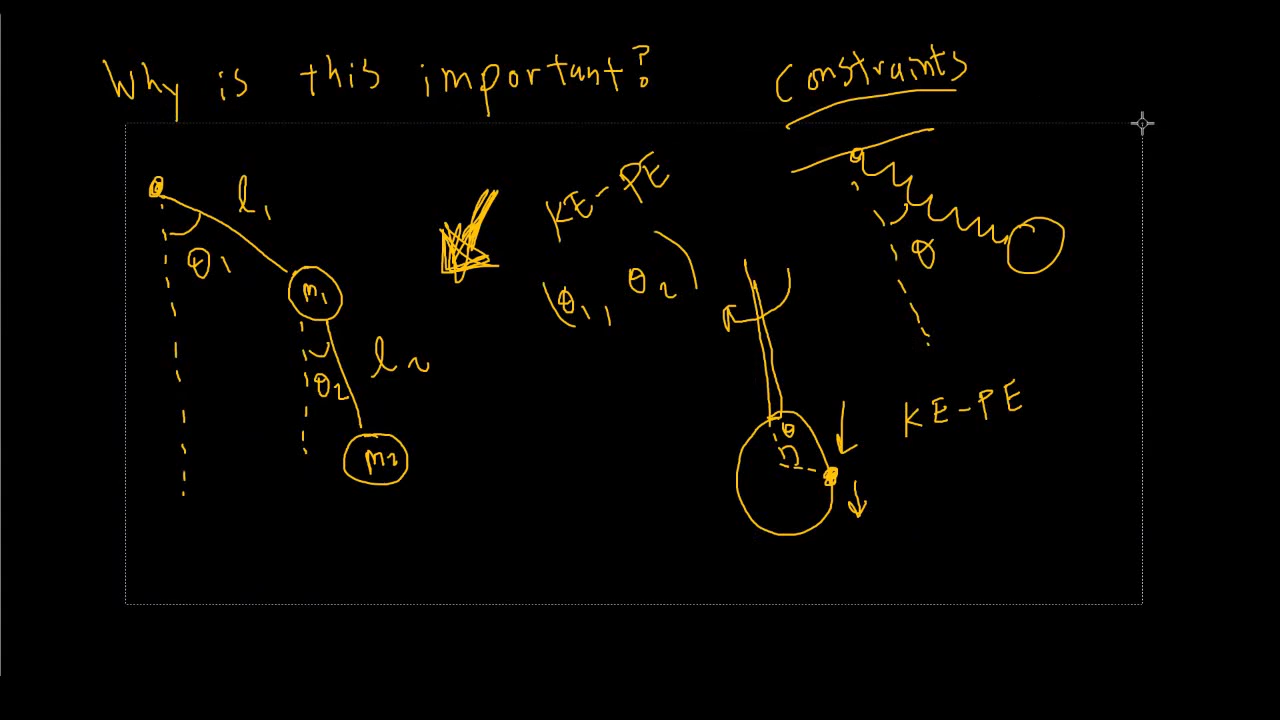 Why is this important?
Constraints
l₁
θ₁
m₁
l₂
θ₂
m₂
KE-PE
(θ₁, θ₂)
θ
θ
KE-PE